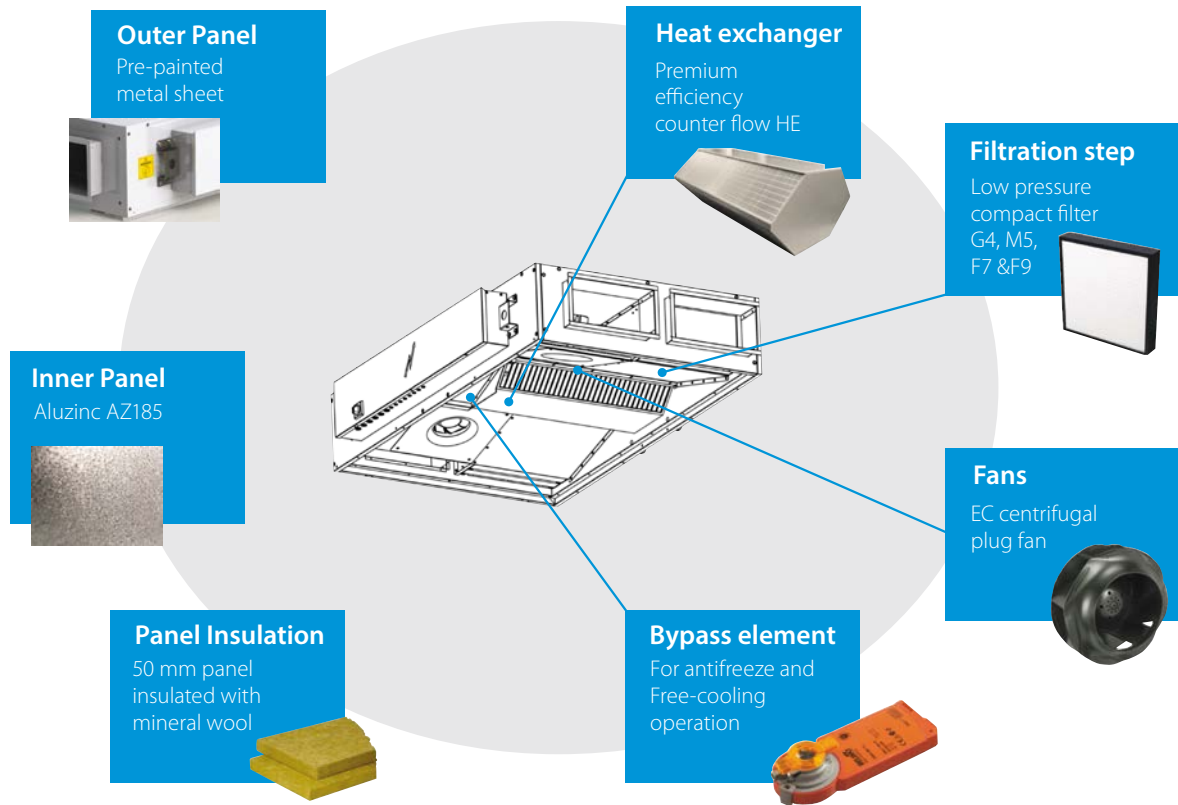 Outer Panel
Pre-painted
metal sheet
Heat exchanger
Premium
efficiency
counter flow HE
Filtration step
Low pressure
compact filter
G4, M5,
F7 &F9
Inner Panel
Aluzinc AZ185
Fans
EC centrifugal
plug fan
Panel Insulation
50 mm panel
insulated with
mineral wool
Bypass element
For antifreeze and
Free-cooling
operation